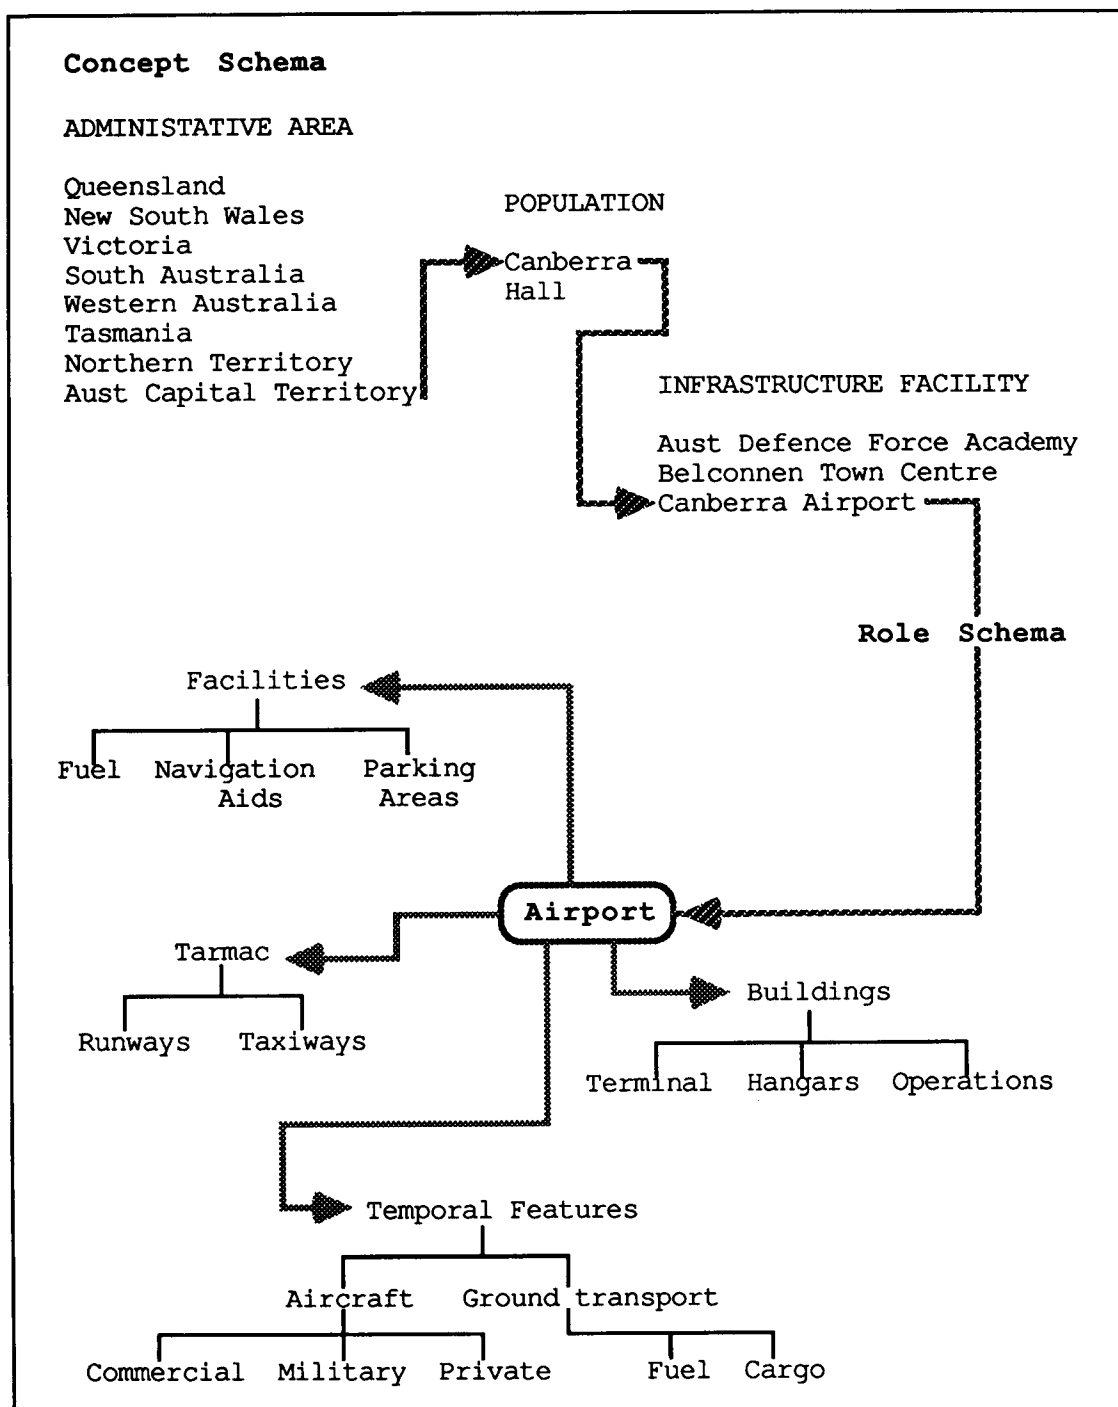 Concept Schema
ADMINISTATIVE AREA
Queensland
New South Wales
Victoria
South Australia
Western Australia
Tasmania
Northern Territory
Aust Capital Territory
POPULATION
Canberra
Hall
INFRASTRUCTURE FACILITY
Aust Defence Force Academy
Belconnen Town Centre
Canberra Airport
Role Schema
Facilities
Fuel Navigation Aids Parking Areas
Airport
Tarmac
Runways Taxiways
Buildings
Terminal Hangars Operations
Temporal Features
Aircraft Ground transport
Commercial Military Private Fuel Cargo